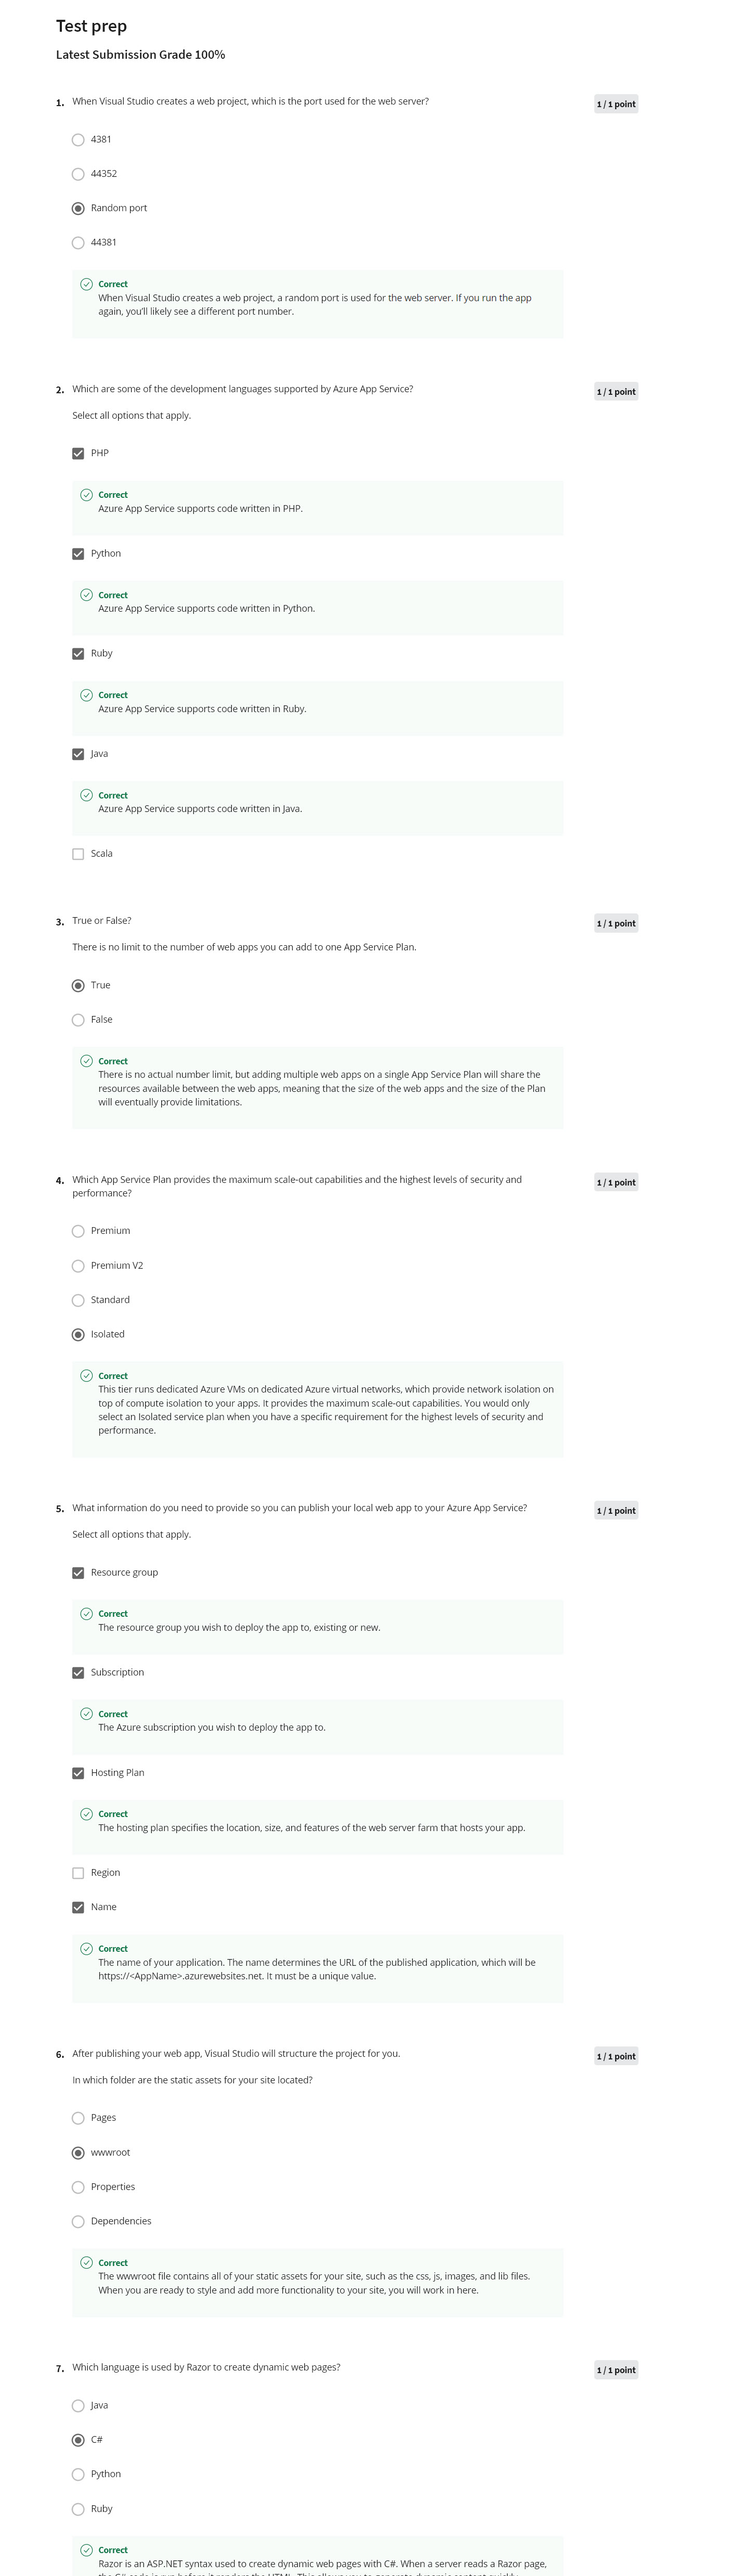 Test prep
Latest Submission Grade 100%
1. When Visual Studio creates a web project, which is the port used for the web server?
1 / 1 point
4381
44352
Random port
44381
Correct
When Visual Studio creates a web project, a random port is used for the web server. If you run the app
again, you'll likely see a different port number.
2. Which are some of the development languages supported by Azure App Service?
1 / 1 point
Select all options that apply.
PHP
Correct
Azure App Service supports code written in PHP.
Python
Correct
Azure App Service supports code written in Python.
Ruby
Correct
Azure App Service supports code written in Ruby.
Java
Correct
Azure App Service supports code written in Java.
Scala
3. True or False?
1 / 1 point
There is no limit to the number of web apps you can add to one App Service Plan.
True
False
Correct
There is no actual number limit, but adding multiple web apps on a single App Service Plan will share the
resources available between the web apps, meaning that the size of the web apps and the size of the Plan
will eventually provide limitations.
4. Which App Service Plan provides the maximum scale-out capabilities and the highest levels of security and
performance?
1 / 1 point
Premium
Premium V2
Standard
Isolated
Correct
This tier runs dedicated Azure VMs on dedicated Azure virtual networks, which provide network isolation on
top of compute isolation to your apps. It provides the maximum scale-out capabilities. You would only
select an Isolated service plan when you have a specific requirement for the highest levels of security and
performance.
5. What information do you need to provide so you can publish your local web app to your Azure App Service?
1 / 1 point
Select all options that apply.
Resource group
Correct
The resource group you wish to deploy the app to, existing or new.
Subscription
Correct
The Azure subscription you wish to deploy the app to.
Hosting Plan
Correct
The hosting plan specifies the location, size, and features of the web server farm that hosts your app.
Region
Name
Correct
The name of your application. The name determines the URL of the published application, which will be
https://<AppName>.azurewebsites.net. It must be a unique value.
6. After publishing your web app, Visual Studio will structure the project for you.
1 / 1 point
In which folder are the static assets for your site located?
Pages
wwwroot
Properties
Dependencies
Correct
The wwwroot file contains all of your static assets for your site, such as the css, js, images, and lib files.
When you are ready to style and add more functionality to your site, you will work in here.
7. Which language is used by Razor to create dynamic web pages?
1 / 1 point
Java
C#
Python
Ruby
Correct
Razor is an ASP.NET syntax used to create dynamic web pages with C#. When a server reads a Razor page,